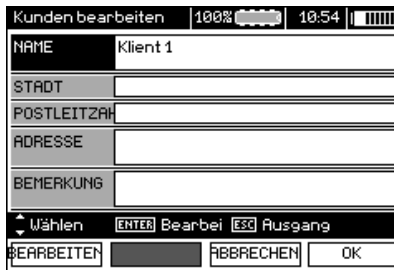 Kunden bearbeiten 100% 10:54
NAME Klient 1
STADT
POSTLEITZAH
ADRESSE
BEMERKUNG
Wählen ENTER Bearbei ESC Ausgang
BEARBEITEN ABBRECHEN OK